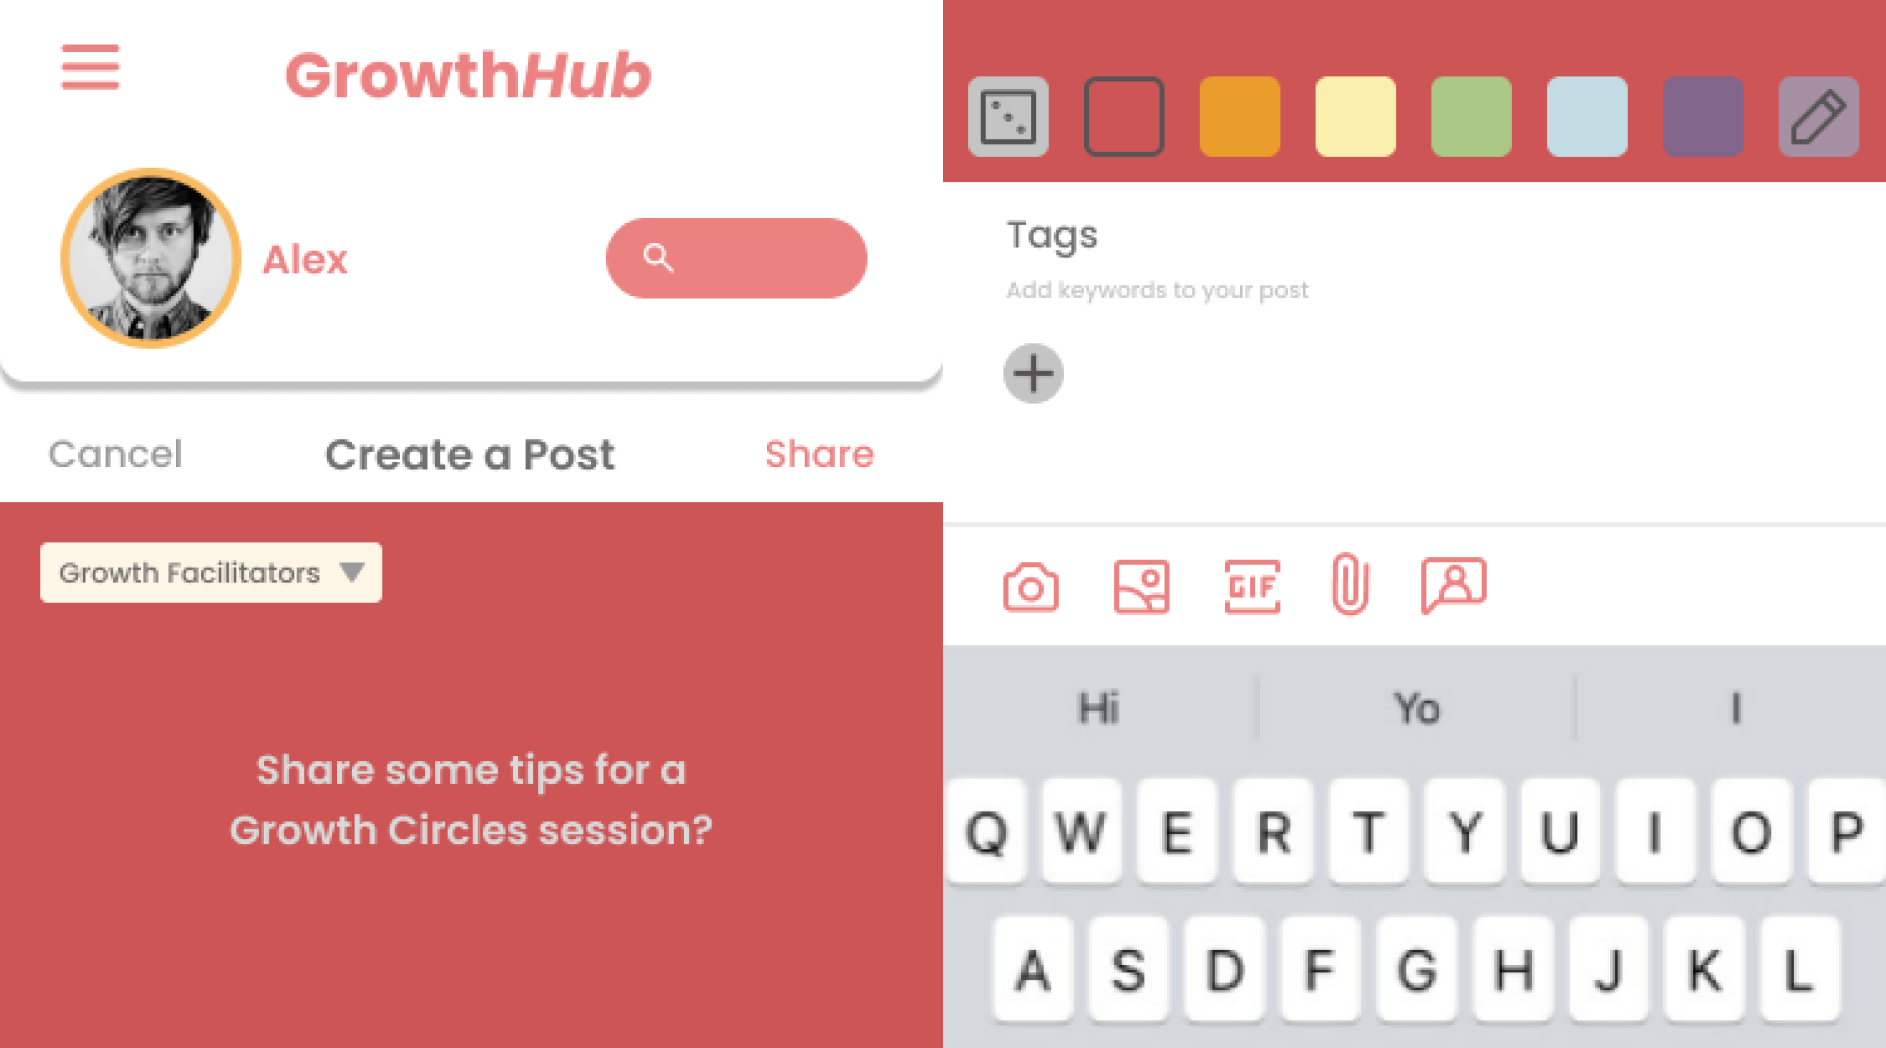 GrowthHub
Alex
Cancel
Create a Post
Share
Growth Facilitators
Share some tips for a
Growth Circles session?
Tags
Add keywords to your post
GIF
Hi
Yo
I
Q W E R T Y U I O P
A S D F G H J K L